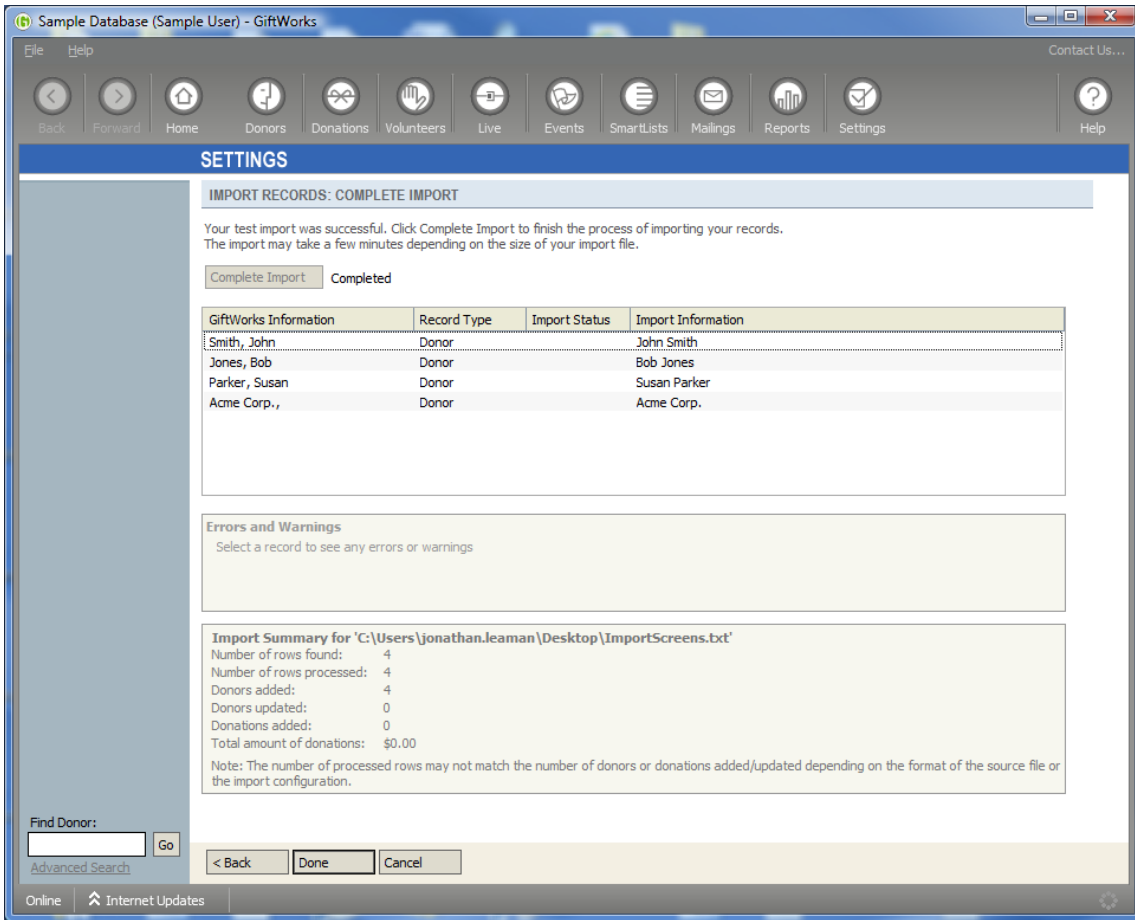 Sample Database (Sample User) - GiftWorks
File Help Contact Us...
Back Forward Home Donors Donations Volunteers Live Events SmartLists Mailings Reports Settings Help
SETTINGS
IMPORT RECORDS: COMPLETE IMPORT
Your test import was successful. Click Complete Import to finish the process of importing your records.
The import may take a few minutes depending on the size of your import file.
Complete Import Completed
GiftWorks Information Record Type Import Status Import Information
Smith, John Donor John Smith
Jones, Bob Donor Bob Jones
Parker, Susan Donor Susan Parker
Acme Corp., Donor Acme Corp.
Errors and Warnings
Select a record to see any errors or warnings
Import Summary for 'C:\Users\jonathan.leaman\Desktop\ImportScreens.txt'
Number of rows found: 4
Number of rows processed: 4
Donors added: 4
Donors updated: 0
Donations added: 0
Total amount of donations: $0.00
Note: The number of processed rows may not match the number of donors or donations added/updated depending on the format of the source file or
the import configuration.
Find Donor:
Go
Advanced Search
< Back Done Cancel
Online Internet Updates